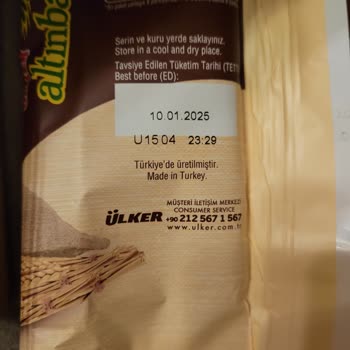 altınba
Serin ve kuru yerde saklayınız.
Store in a cool and dry place.
Tavsiye Edilen Tüketim Tarihi (TETT
Best before (ED):
10.01.2025
U1504 23:29
Türkiye'de üretilmiştir.
Made in Turkey.
MÜŞTERİ İLETİŞİM MERKEZİ
CONSUMER SERVICE
ÜLKER +90 212 567 1 567
www.ulker.com.tr